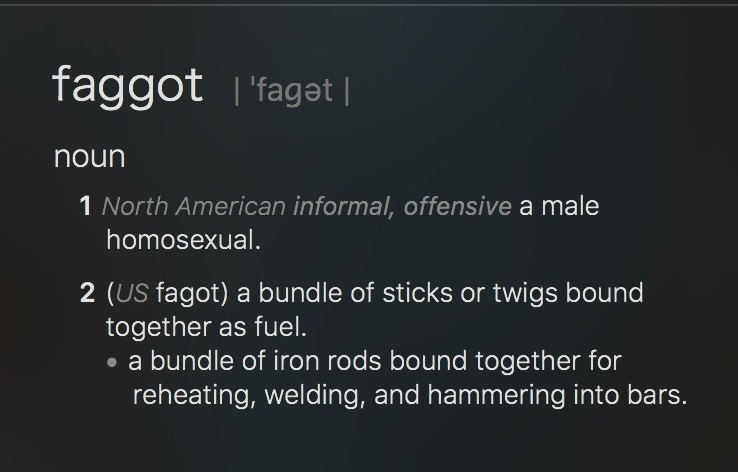 faggot | ˈfaɡət |
noun
1 North American informal, offensive a male
homosexual.
2 (US fagot) a bundle of sticks or twigs bound
together as fuel.
• a bundle of iron rods bound together for
reheating, welding, and hammering into bars.